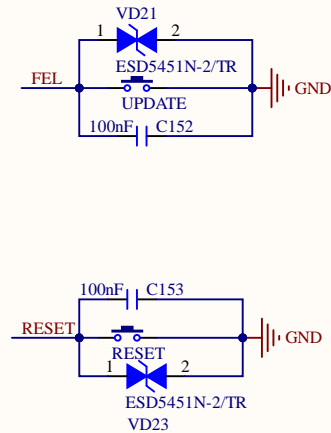 VD21
1 2
ESD5451N-2/TR
FEL
GND
UPDATE
100nF C152
100nF C153
RESET
GND
RESET
1 2
ESD5451N-2/TR
VD23